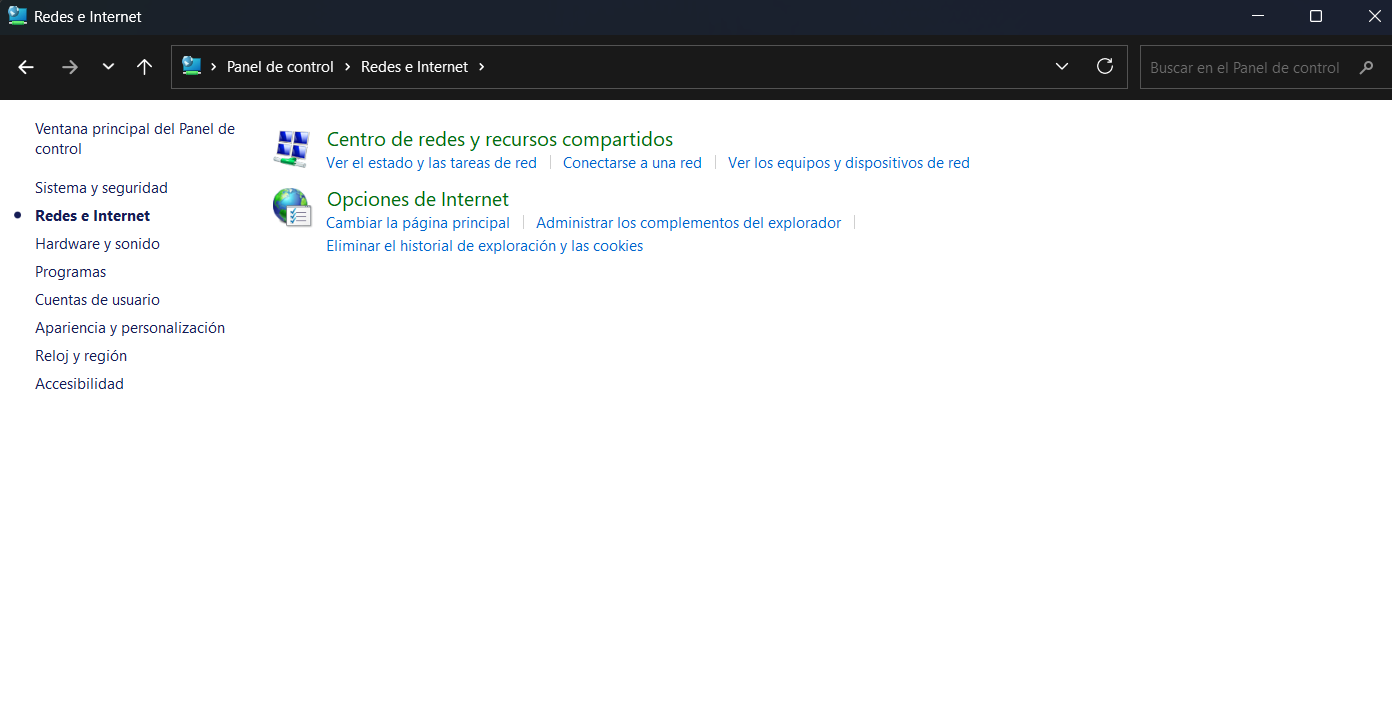 Redes e Internet
Panel de control
Redes e Internet
Buscar en el Panel de control
Ventana principal del Panel de
control
Sistema y seguridad
Redes e Internet
Hardware y sonido
Programas
Cuentas de usuario
Apariencia y personalización
Reloj y región
Accesibilidad
Centro de redes y recursos compartidos
Ver el estado y las tareas de red
Conectarse a una red
Ver los equipos y dispositivos de red
Opciones de Internet
Cambiar la página principal
Administrar los complementos del explorador
Eliminar el historial de exploración y las cookies